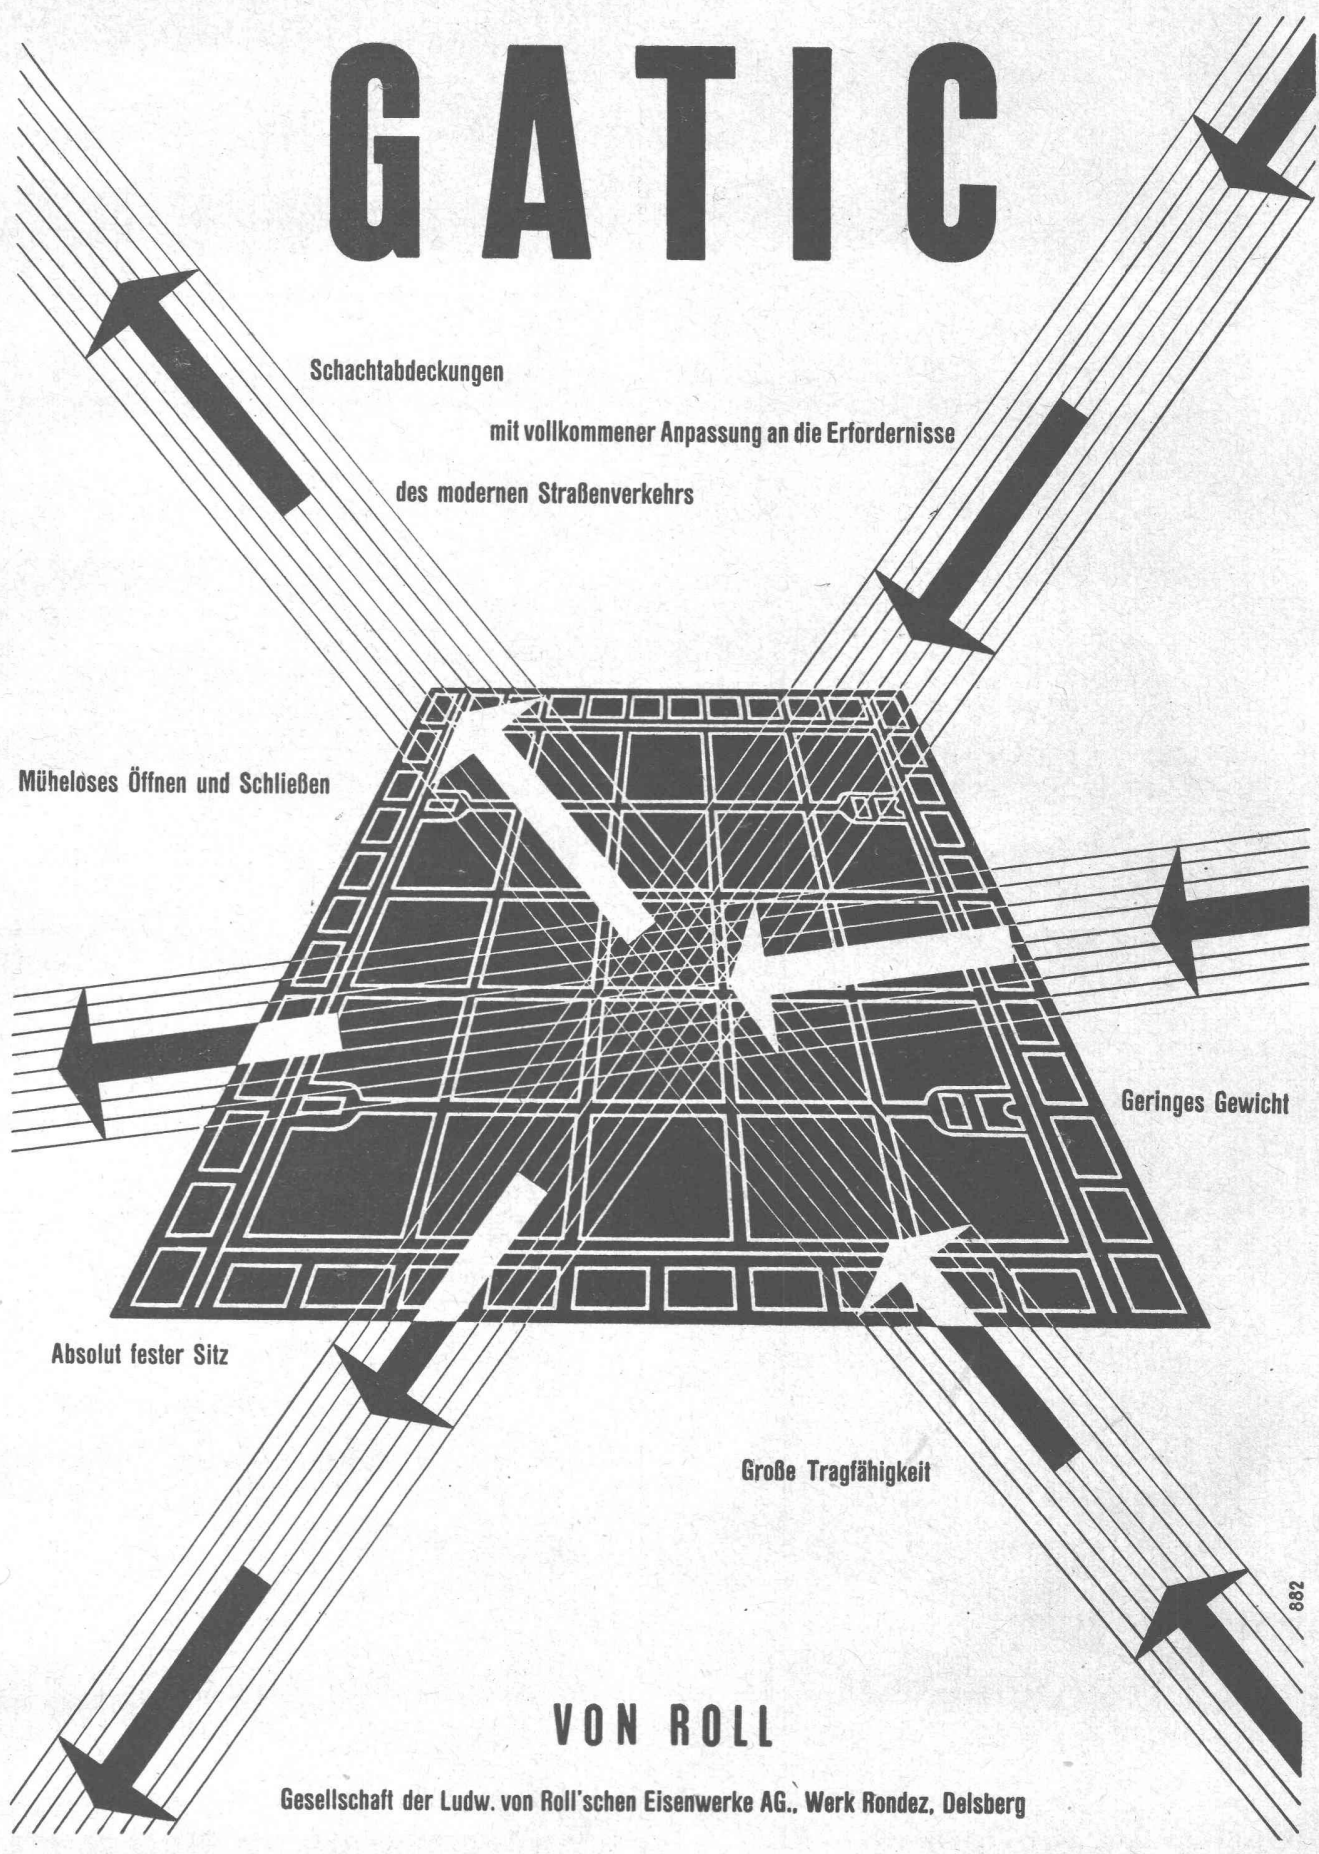 GATIC
Schachtabdeckungen
mit vollkommener Anpassung an die Erfordernisse
des modernen Straßenverkehrs
Müheloses Öffnen und Schließen
Geringes Gewicht
Absolut fester Sitz
Große Tragfähigkeit
882
VON ROLL
Gesellschaft der Ludw. von Roll'schen Eisenwerke AG., Werk Rondez, Delsberg